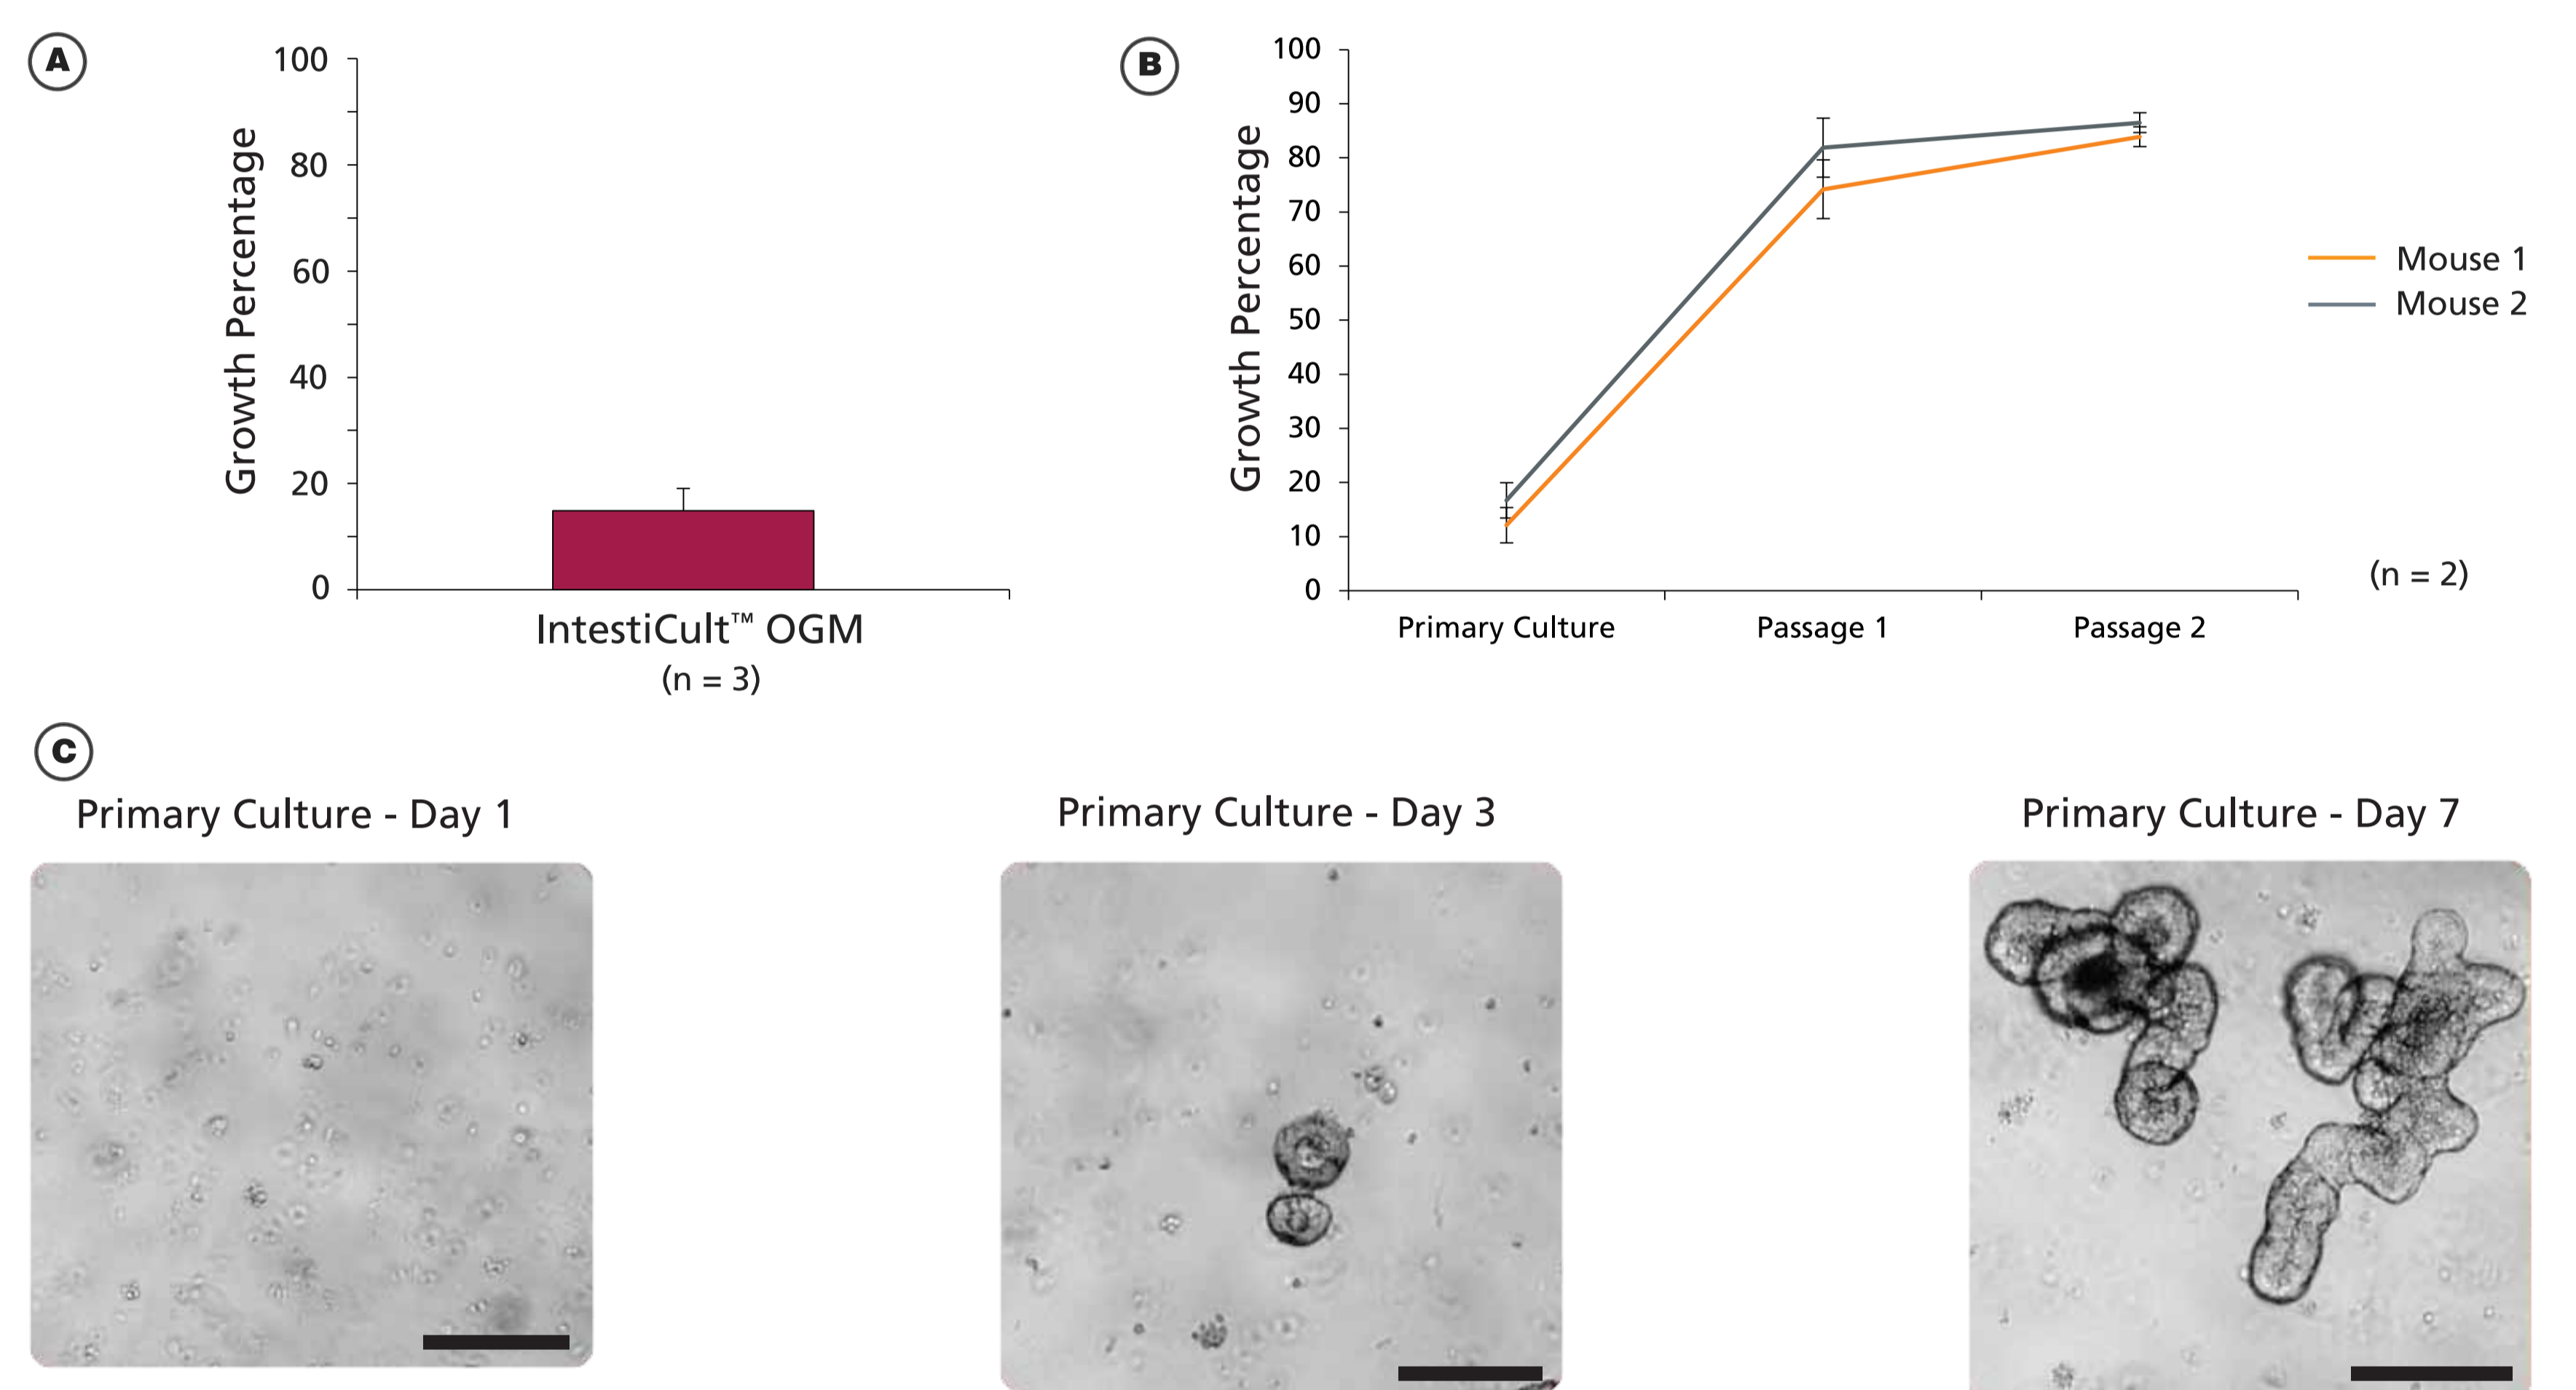 A
100
80
60
40
20
0
Growth Percentage
IntestiCult™ OGM
(n = 3)
B
100
90
80
70
60
50
40
30
20
10
0
Growth Percentage
Primary Culture
Passage 1
Passage 2
Mouse 1
Mouse 2
(n = 2)
C
Primary Culture - Day 1
Primary Culture - Day 3
Primary Culture - Day 7